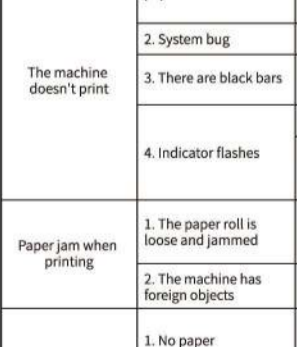 2. System bug
The machine
doesn't print
3. There are black bars
4. Indicator flashes
Paper jam when
printing
1. The paper roll is
loose and jammed
2. The machine has
foreign objects
1. No paper